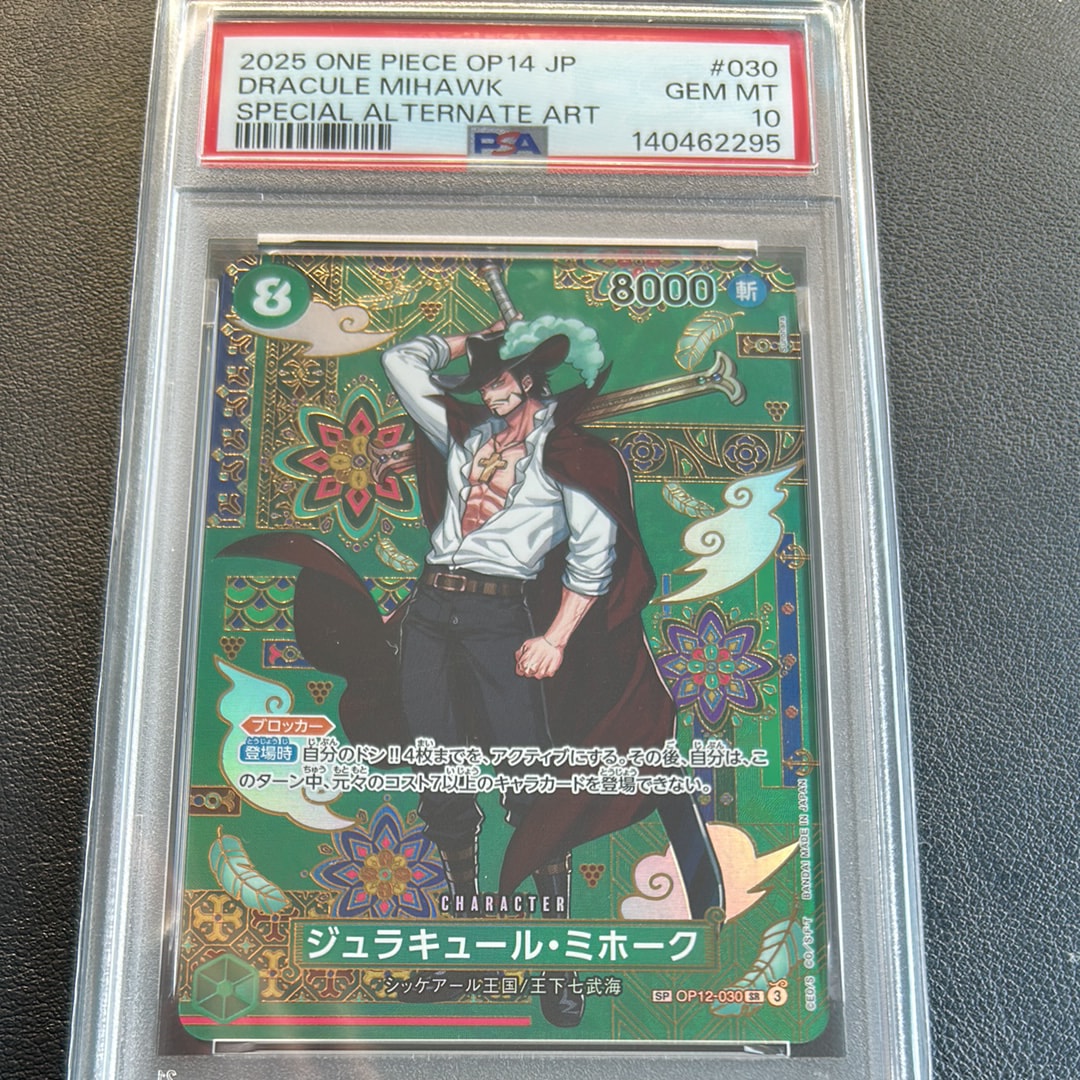 2025 ONE PIECE OP14 JP #030
DRACULE MIHAWK GEM MT
SPECIAL ALTERNATE ART 10
PSA 140462295
8 8000 斬
ブロッカー
登場時 自分のドン!!4枚までを、アクティブにする。その後、自分は、こ
のターン中、元々のコスト7以上のキャラカードを登場できない。
CHARACTER
ジュラキュール・ミホーク
シッケアール王国/王下七武海
SP OP12-030 SR 3
BANDAI MADE IN JAPAN